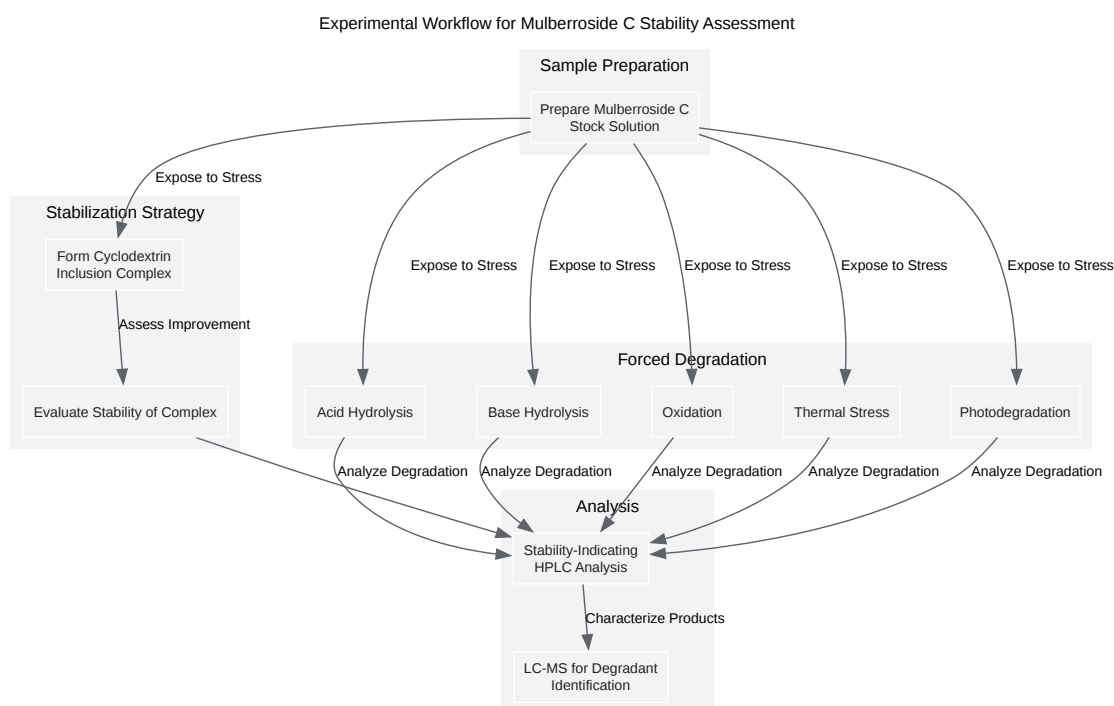 Experimental Workflow for Mulberroside C Stability Assessment
Sample Preparation
Prepare Mulberroside C
Stock Solution
Expose to Stress
Stabilization Strategy
Form Cyclodextrin
Inclusion Complex
Expose to Stress
Expose to Stress
Expose to Stress
Expose to Stress
Expose to Stress
Assess Improvement
Forced Degradation
Evaluate Stability of Complex
Acid Hydrolysis
Base Hydrolysis
Oxidation
Thermal Stress
Photodegradation
Analyze Degradation
Analyze Degradation
Analyze Degradation
Analyze Degradation
Analyze Degradation
Analysis
Stability-Indicating
HPLC Analysis
Characterize Products
LC-MS for Degradant
Identification